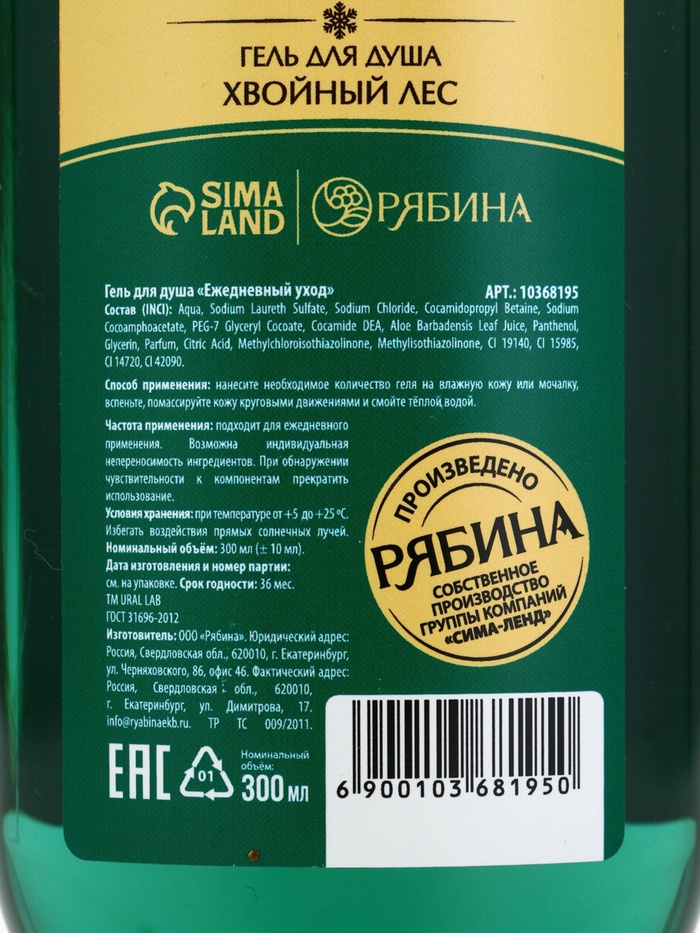 ГЕЛЬ ДЛЯ ДУША
ХВОЙНЫЙ ЛЕС
SIMA
LAND
РЯБИНА
Гель для душа «Ежедневный уход» АРТ.: 10368195
Состав (INCI): Aqua, Sodium Laureth Sulfate, Sodium Chloride, Cocamidopropyl Betaine, Sodium
Cocoamphoacetate, PEG-7 Glyceryl Cocoate, Cocamide DEA, Aloe Barbadensis Leaf Juice, Panthenol,
Glycerin, Parfum, Citric Acid, Methylchloroisothiazolinone, Methylisothiazolinone, CI 19140, CI 15985,
CI 14720, CI 42090.
Способ применения: нанесите необходимое количество геля на влажную кожу или мочалку,
вспеньте, помассируйте кожу круговыми движениями и смойте тёплой водой.
Частота применения: подходит для ежедневного
применения. Возможна индивидуальная
непереносимость ингредиентов. При обнаружении
чувствительности к компонентам прекратить
использование.
Условия хранения: при температуре от +5 до +25 ºС.
Избегать воздействия прямых солнечных лучей.
Номинальный объём: 300 мл (± 10 мл).
Дата изготовления и номер партии:
см. на упаковке. Срок годности: 36 мес.
TM URAL LAB
ГОСТ 31696-2012
Изготовитель: ООО «Рябина». Юридический адрес:
Россия, Свердловская обл., 620010, г. Екатеринбург,
ул. Черняховского, 86, офис 46. Фактический адрес:
Россия, Свердловская обл., 620010,
г. Екатеринбург, ул. Димитрова, 17.
info@ryabinaekb.ru. ТР ТС 009/2011.
ПРОИЗВЕДЕНО
РЯБИНА
СОБСТВЕННОЕ
ПРОИЗВОДСТВО
ГРУППЫ КОМПАНИЙ
«СИМА-ЛЕНД»
EAC
01
Номинальный
объём:
300 мл
6 900103 681950